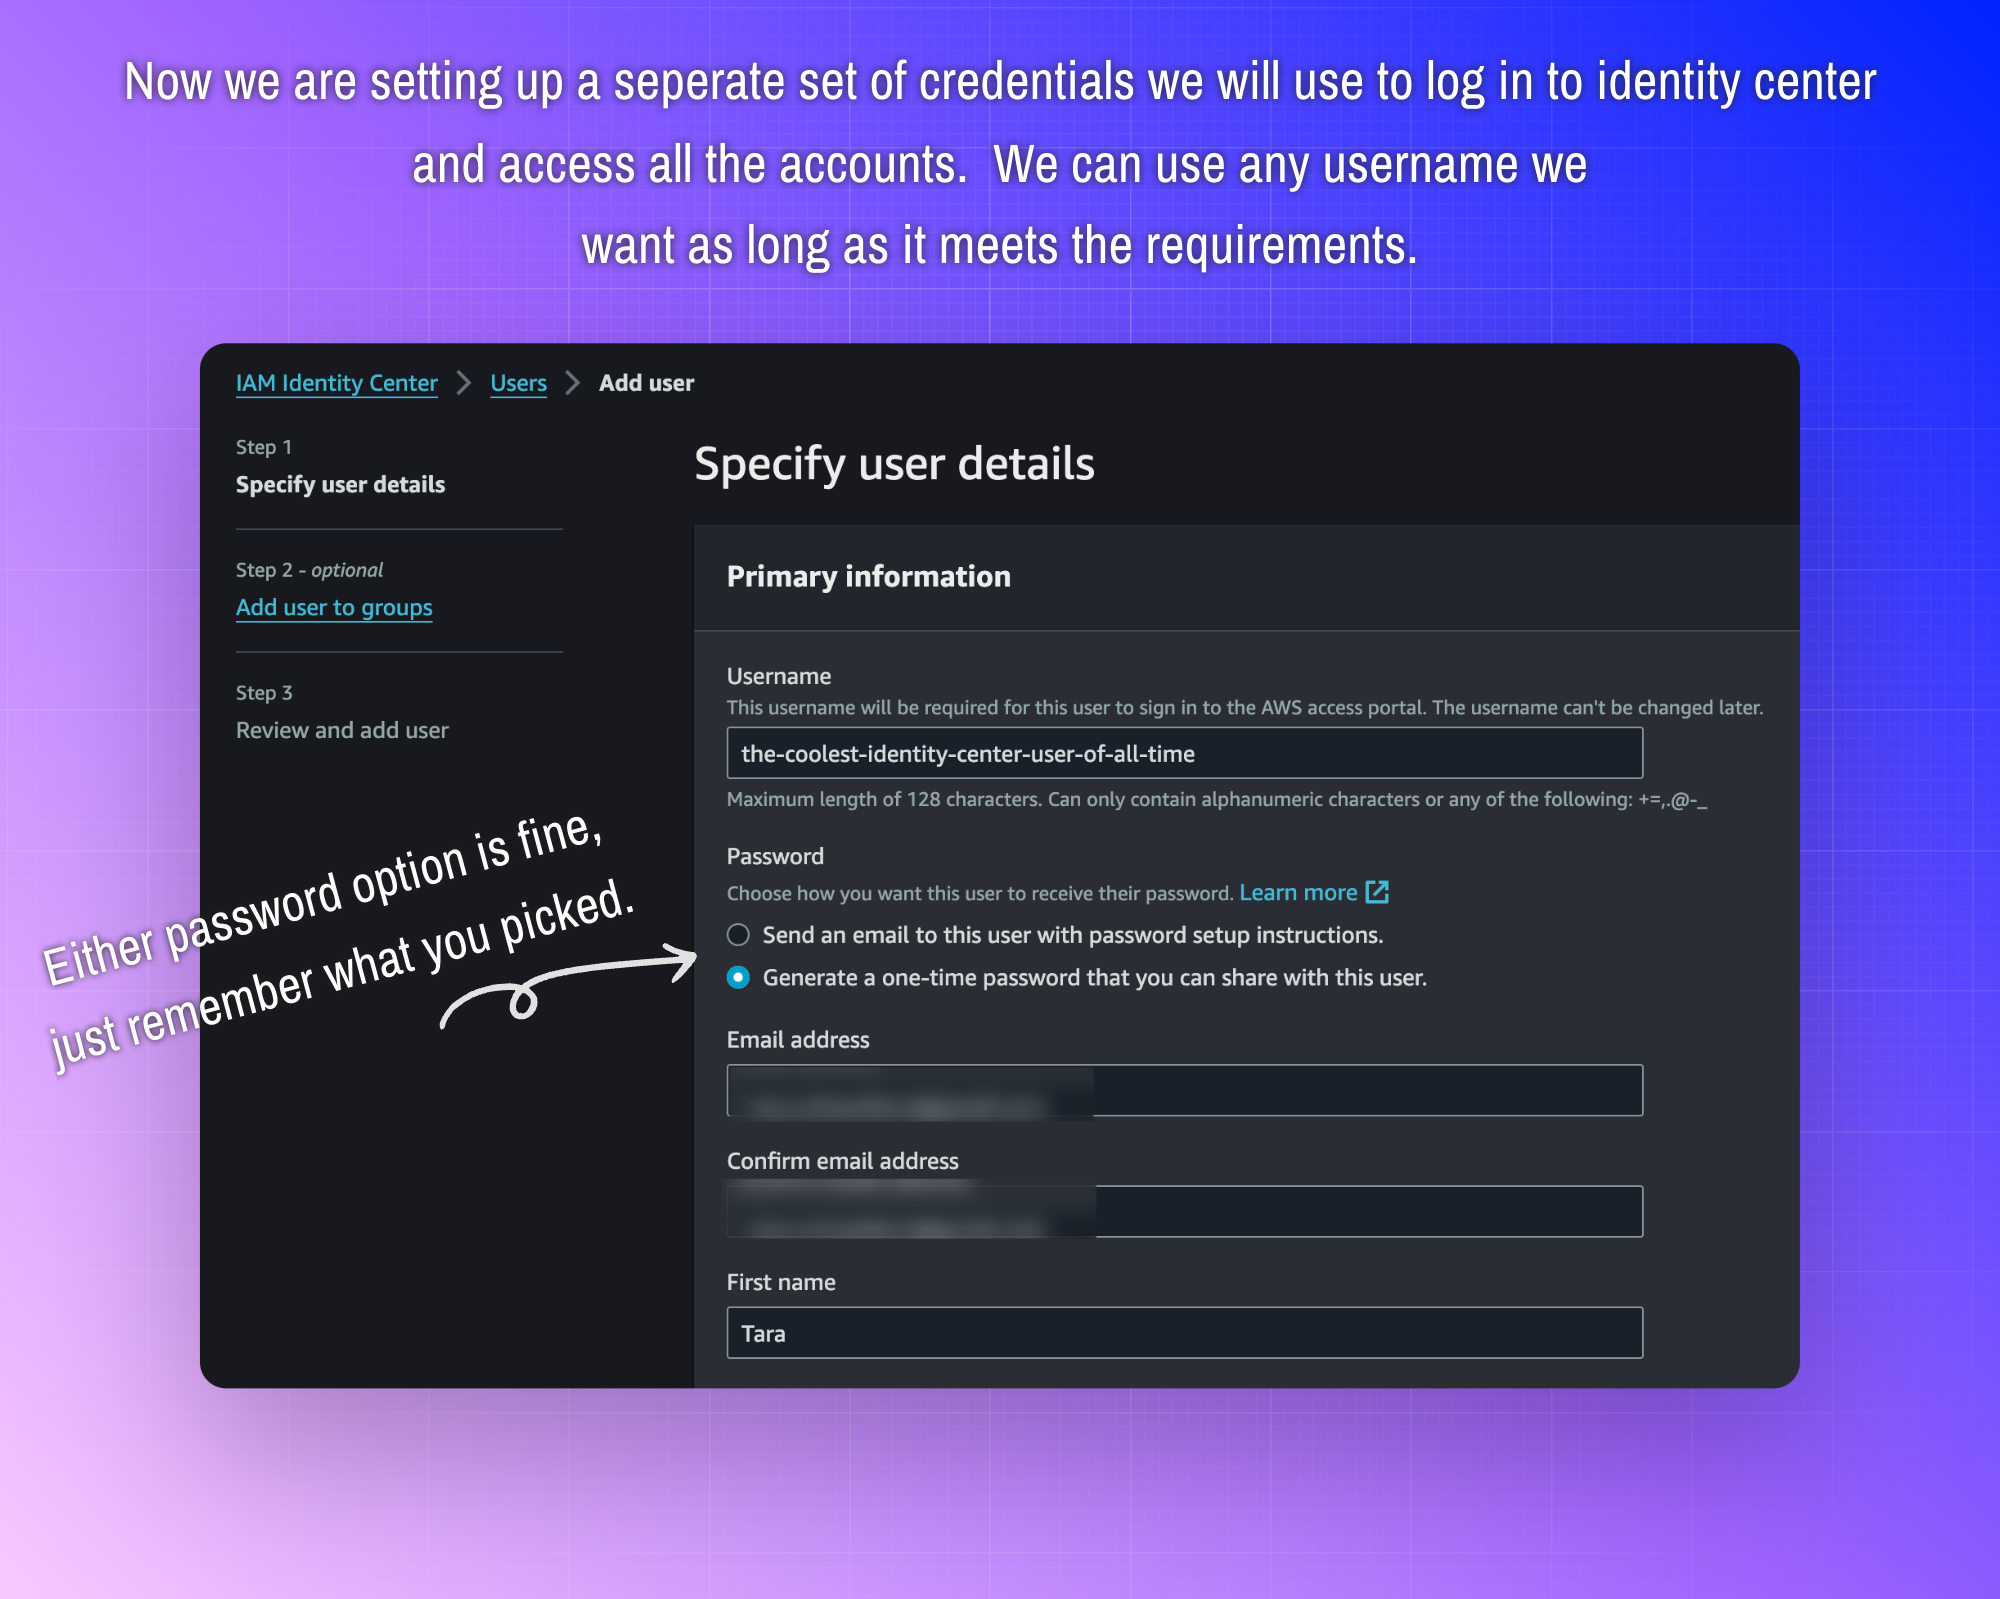 Now we are setting up a seperate set of credentials we will use to log in to identity center
and access all the accounts.  We can use any username we
want as long as it meets the requirements.
IAM Identity Center > Users > Add user
Step 1
Specify user details
Step 2 - optional
Add user to groups
Step 3
Review and add user
Either password option is fine,
just remember what you picked.
Specify user details
Primary information
Username
This username will be required for this user to sign in to the AWS access portal. The username can't be changed later.
the-coolest-identity-center-user-of-all-time
Maximum length of 128 characters. Can only contain alphanumeric characters or any of the following: +=,.@-_
Password
Choose how you want this user to receive their password. Learn more
Send an email to this user with password setup instructions.
Generate a one-time password that you can share with this user.
Email address
Confirm email address
First name
Tara